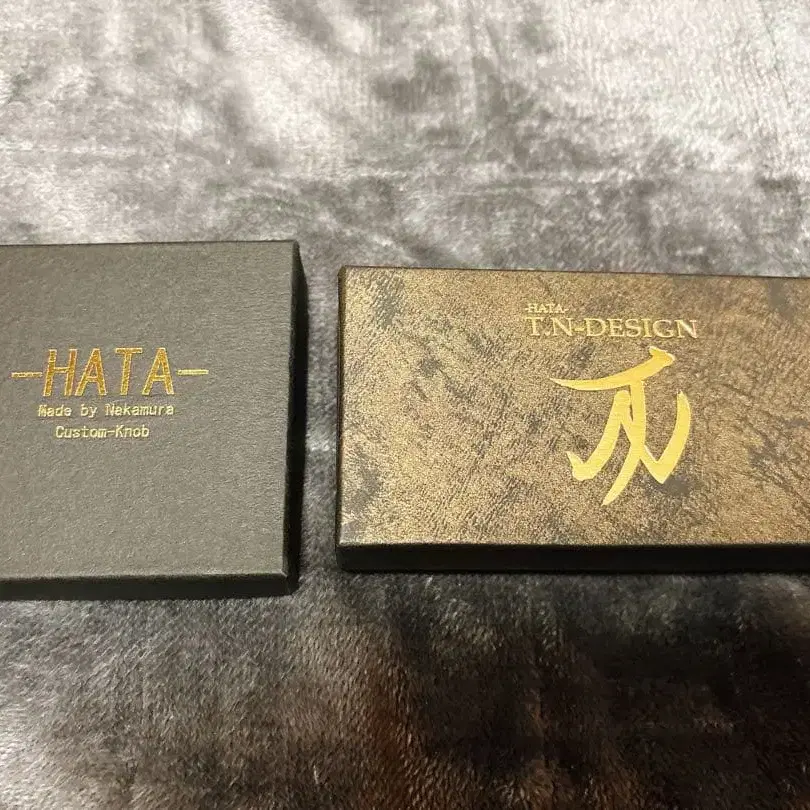 -HATA-
Made by Nakamura
Custom-Knob
-HATA-
T.N-DESIGN